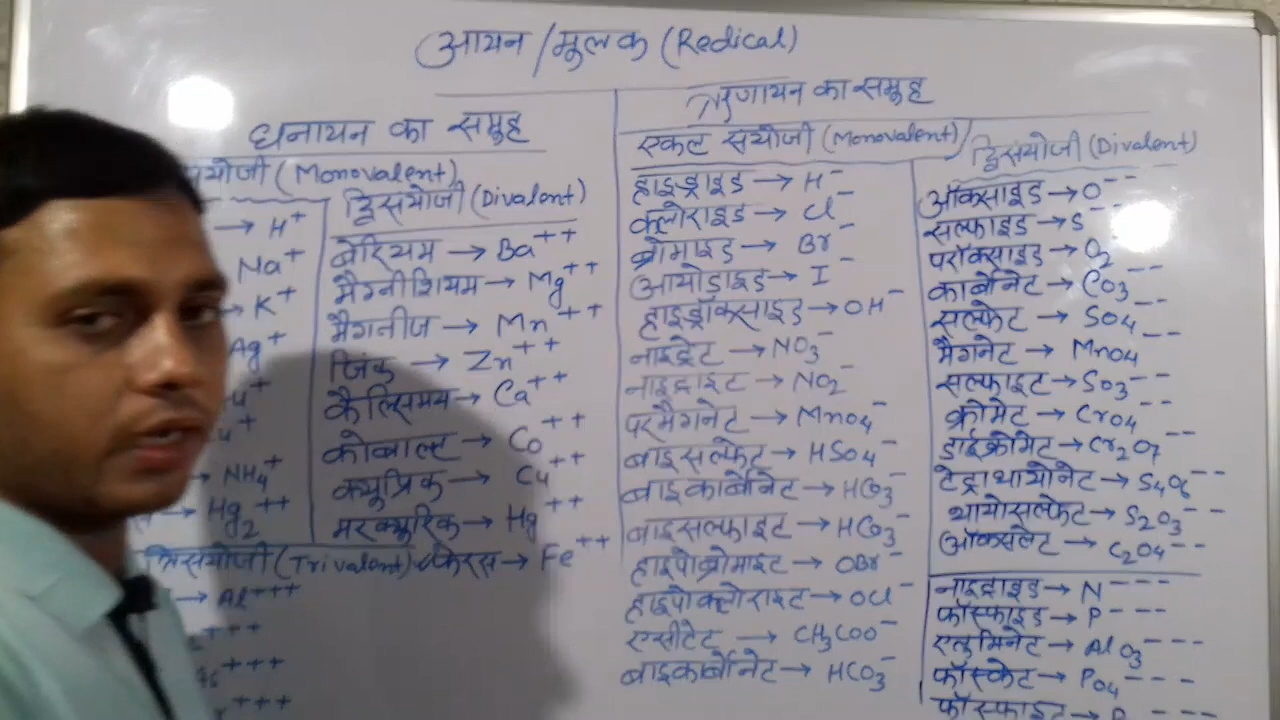 आयन/मूलक (Redical)
धनायन का समूह
संयोजी (Monovalent)
→ H⁺
Na⁺
→ K⁺
Ag⁺
→ NH₄⁺
→ Hg₂⁺⁺
द्विसंयोजी (Divalent)
बेरियम → Ba⁺⁺
मैग्नीशियम → Mg⁺⁺
मैगनीज → Mn⁺⁺
जिंक → Zn⁺⁺
कैल्सियम → Ca⁺⁺
कोबाल्ट → Co⁺⁺
क्यूप्रिक → Cu⁺⁺
मरक्यूरिक → Hg⁺⁺
फेरस → Fe⁺⁺
त्रिसंयोजी (Trivalent)
→ Al⁺⁺⁺
ऋणायन का समूह
एकल संयोजी (Monovalent)
हाइड्राइड → H⁻
क्लोराइड → Cl⁻
ब्रोमाइड → Br⁻
आयोडाइड → I⁻
हाइड्रॉक्साइड → OH⁻
नाइट्रेट → NO₃⁻
नाइट्राइट → NO₂⁻
परमैगनेट → MnO₄⁻
बाइसल्फेट → HSO₄⁻
बाइकार्बोनेट → HCO₃⁻
बाइसल्फाइट → HCO₃⁻
हाइपोब्रोमाइट → OBr⁻
हाइपोक्लोराइट → OCl⁻
एसीटेट → CH₃COO⁻
बाइकार्बोनेट → HCO₃⁻
द्विसंयोजी (Divalent)
ऑक्साइड → O⁻⁻
सल्फाइड → S⁻⁻
परॉक्साइड → O₂⁻⁻
कार्बोनेट → CO₃⁻⁻
सल्फेट → SO₄⁻⁻
मैगनेट → MnO₄⁻⁻
सल्फाइट → SO₃⁻⁻
क्रोमेट → CrO₄⁻⁻
डाईक्रोमेट → Cr₂O₇⁻⁻
टेट्राथायोनेट → S₄O₆⁻⁻
थायोसल्फेट → S₂O₃⁻⁻
ऑक्सलेट → C₂O₄⁻⁻
नाइट्राइड → N⁻⁻⁻
फॉस्फाइड → P⁻⁻⁻
एलुमिनेट → AlO₃⁻⁻⁻
फॉस्फेट → PO₄⁻⁻⁻
फॉस्फाइट → P